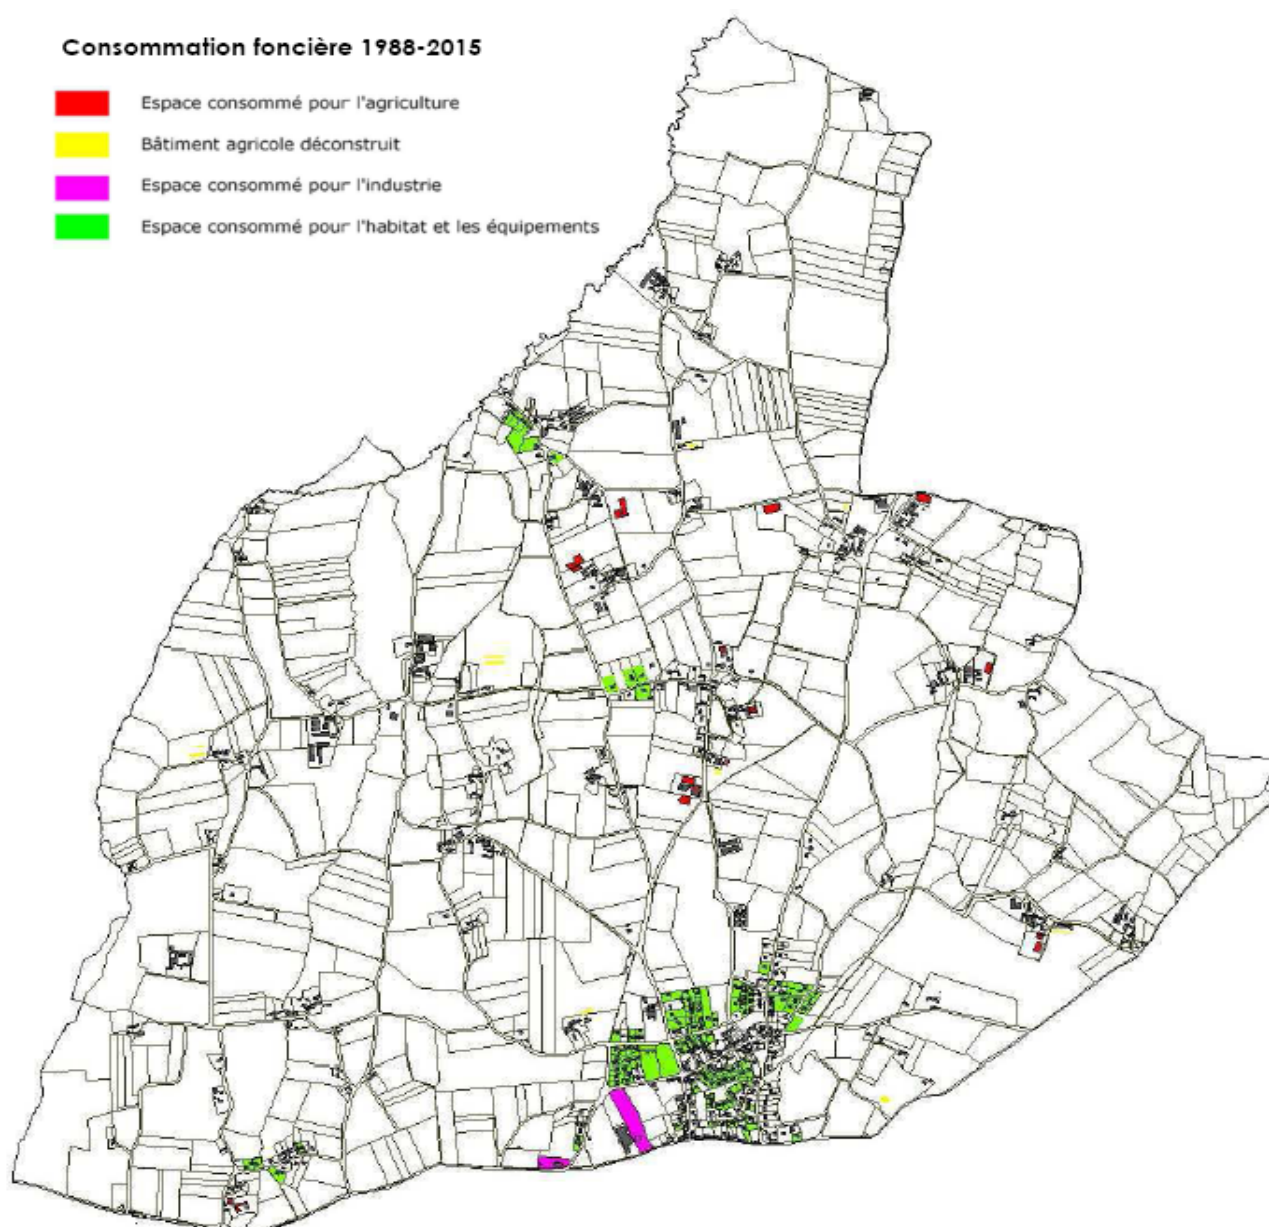 Consommation foncière 1988-2015
Espace consommé pour l'agriculture
Bâtiment agricole déconstruit
Espace consommé pour l'industrie
Espace consommé pour l'habitat et les équipements